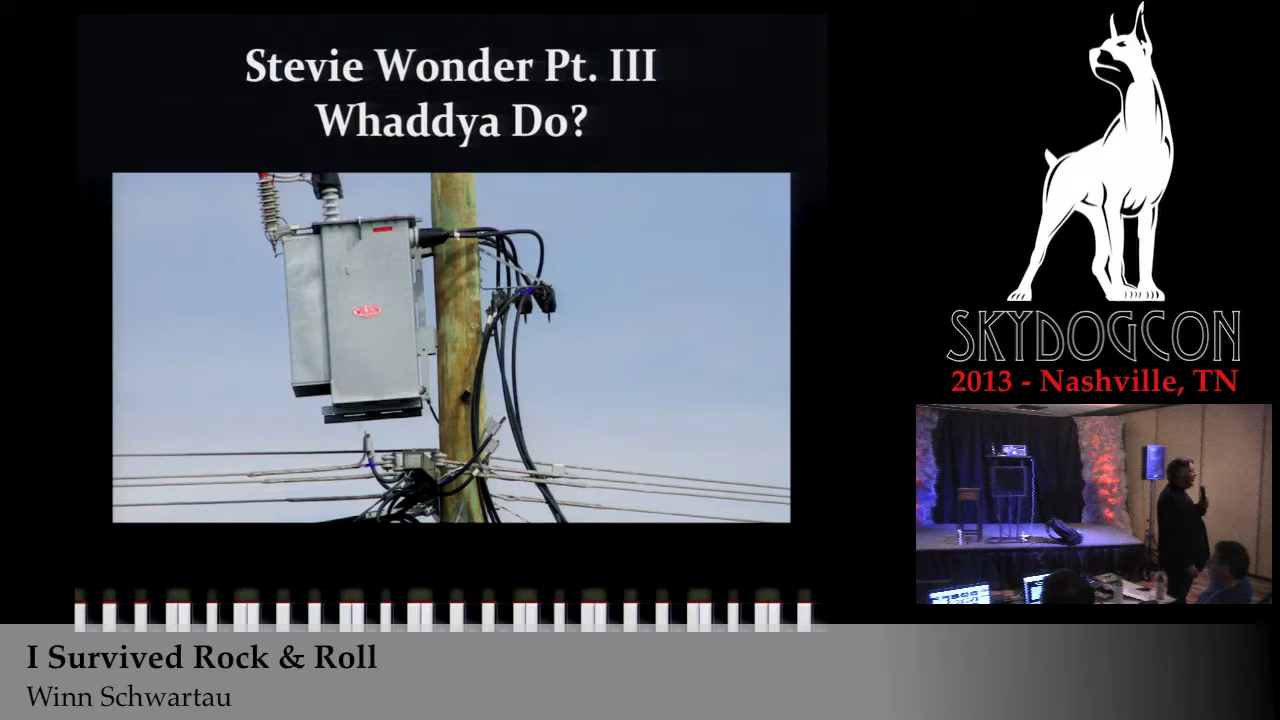 Stevie Wonder Pt. III
Whaddya Do?
SKYDOGCON
2013 - Nashville, TN
I Survived Rock & Roll
Winn Schwartau